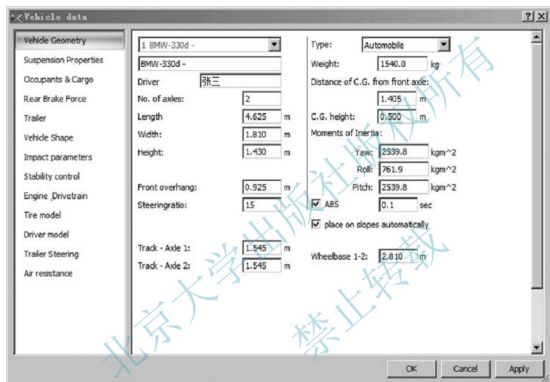 Vehicle data
Vehicle Geometry
Suspension Properties
Occupants & Cargo
Rear Brake Force
Trailer
Vehicle Shape
Impact parameters
Stability control
Engine_Drivetrain
Tire model
Driver model
Trailer Steering
Air resistance
1 BMW-330d -
BMW-330d -
Driver 张三
No. of axles: 2
Length 4.625 m
Width: 1.810 m
Height: 1.430 m
Front overhang: 0.925 m
Steeringratio: 15
Track - Axle 1: 1.545 m
Track - Axle 2: 1.545 m
Type: Automobile
Weight: 1540.0 kg
Distance of C.G. from front axle:
1.405 m
C.G. height: 0.500 m
Moments of Inertia:
Yaw: 2539.8 kgm^2
Roll: 761.9 kgm^2
Pitch: 2539.8 kgm^2
ABS 0.1 sec
place on slopes automatically
Wheelbase 1-2: 2.810 m
OK Cancel Apply
北京大学出版社版权所有
禁止转载